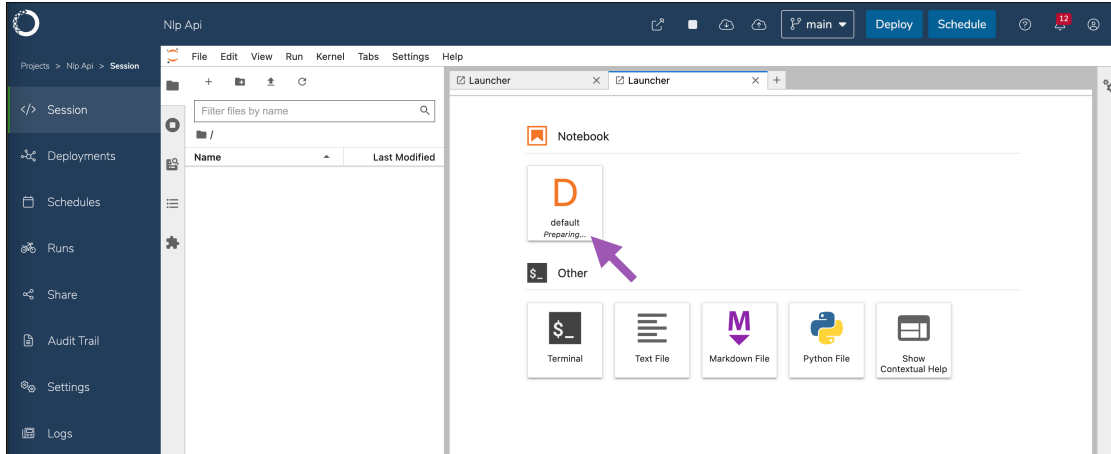 Nlp Api
main
Deploy
Schedule
12
Projects > Nlp Api > Session
Session
Deployments
Schedules
Runs
Share
Audit Trail
Settings
Logs
File Edit View Run Kernel Tabs Settings Help
Filter files by name
/
Name Last Modified
Launcher
Launcher
Notebook
D
default
Preparing...
$_ Other
$_
Terminal
Text File
M
Markdown File
Python File
Show
Contextual Help